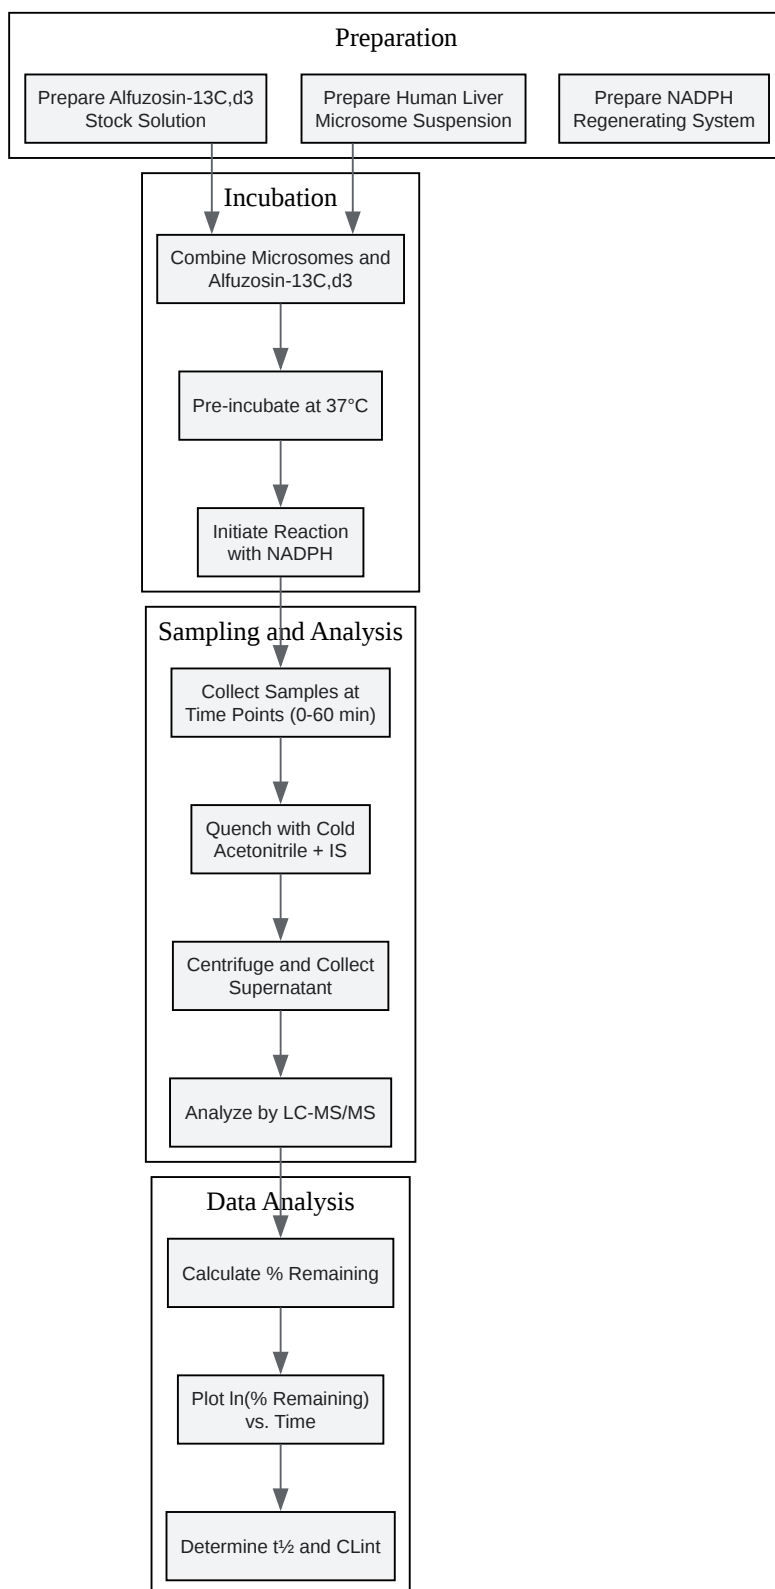 Preparation
Prepare Alfuzosin-13C,d3
Stock Solution
Prepare Human Liver
Microsome Suspension
Prepare NADPH
Regenerating System
Incubation
Combine Microsomes and
Alfuzosin-13C,d3
Pre-incubate at 37°C
Initiate Reaction
with NADPH
Sampling and Analysis
Collect Samples at
Time Points (0-60 min)
Quench with Cold
Acetonitrile + IS
Centrifuge and Collect
Supernatant
Analyze by LC-MS/MS
Data Analysis
Calculate % Remaining
Plot ln(% Remaining)
vs. Time
Determine t½ and CLint